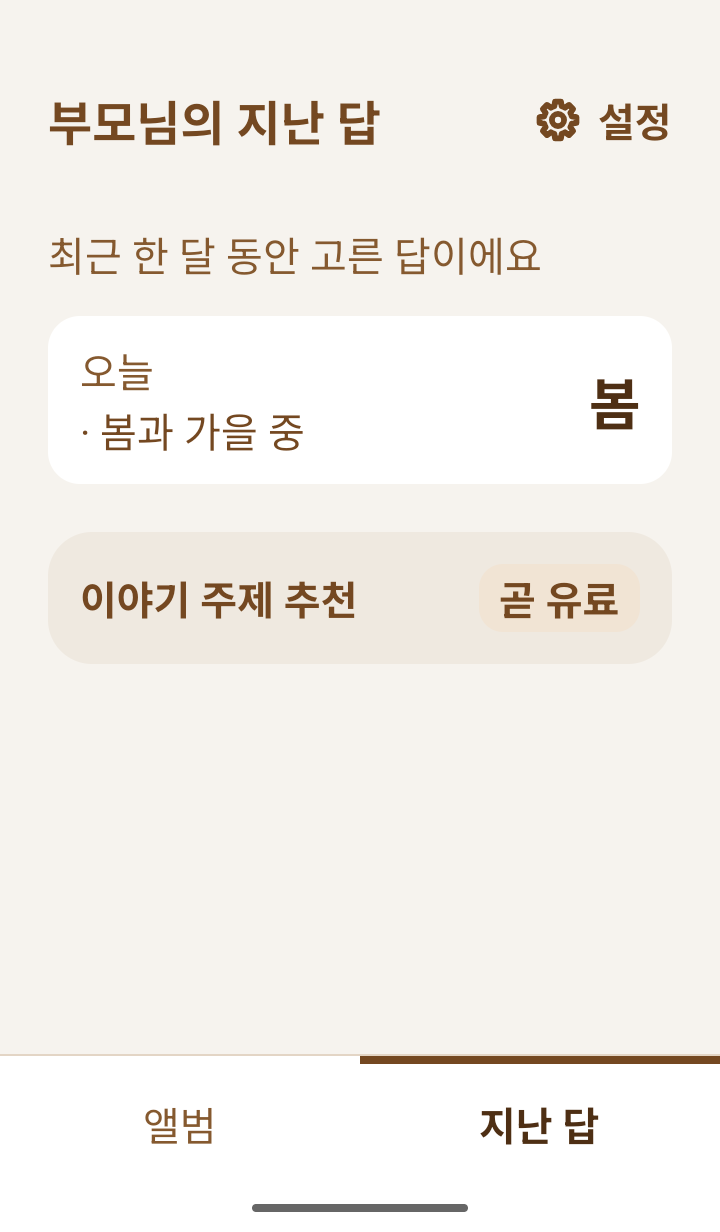 부모님의 지난 답
설정
최근 한 달 동안 고른 답이에요
오늘
· 봄과 가을 중
봄
이야기 주제 추천
곧 유료
앨범
지난 답